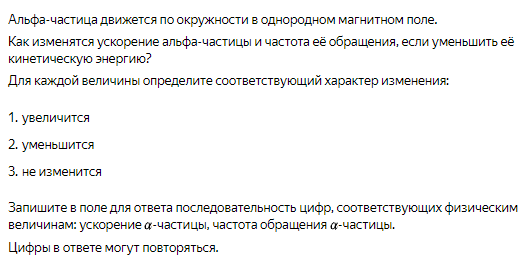 Альфа-частица движется по окружности в однородном магнитном поле.
Как изменятся ускорение альфа-частицы и частота её обращения, если уменьшить её
кинетическую энергию?
Для каждой величины определите соответствующий характер изменения:
1. увеличится
2. уменьшится
3. не изменится
Запишите в поле для ответа последовательность цифр, соответствующих физическим
величинам: ускорение α-частицы, частота обращения α-частицы.
Цифры в ответе могут повторяться.